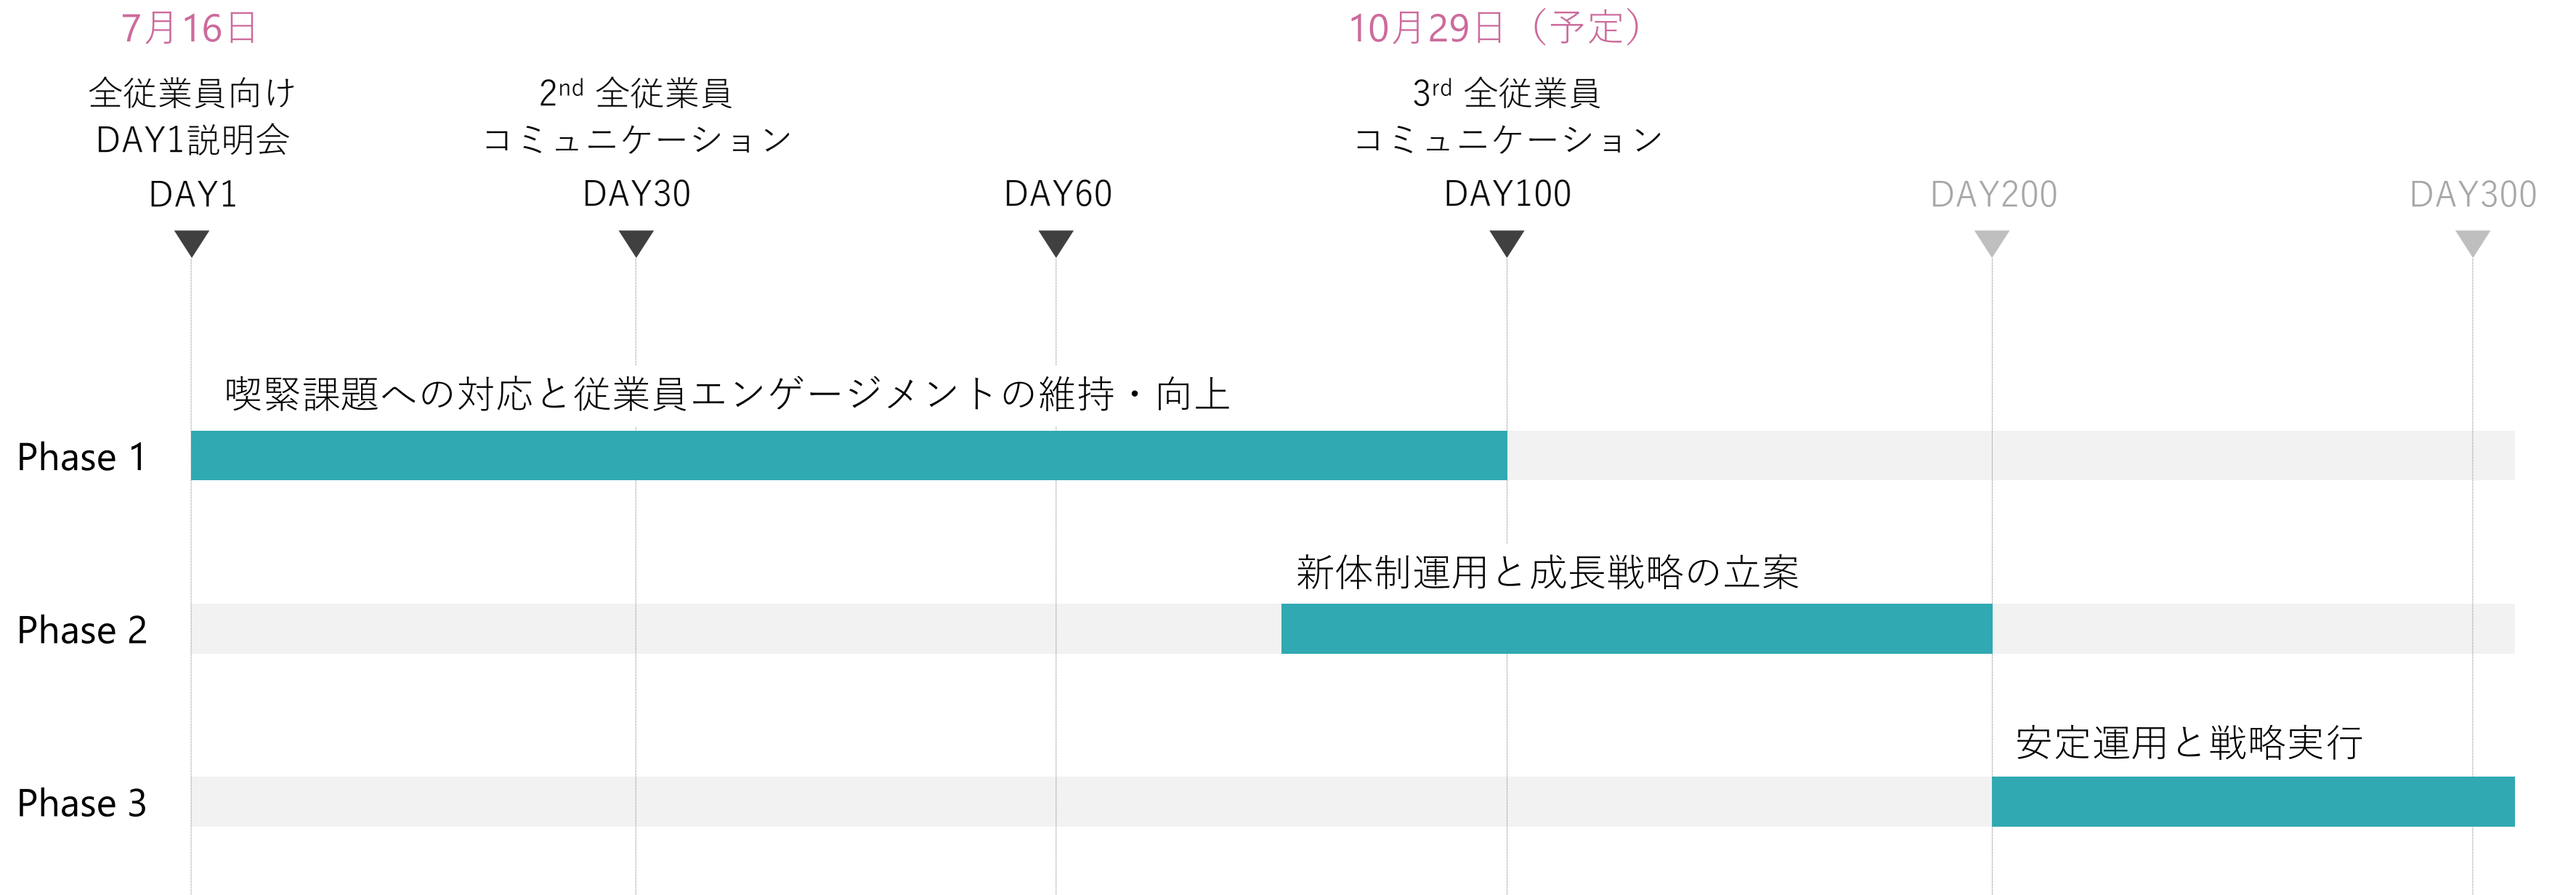 7月16日
10月29日（予定）
全従業員向け
DAY1説明会
2nd 全従業員
コミュニケーション
3rd 全従業員
コミュニケーション
DAY1
DAY30
DAY60
DAY100
DAY200
DAY300
喫緊課題への対応と従業員エンゲージメントの維持・向上
Phase 1
新体制運用と成長戦略の立案
Phase 2
安定運用と戦略実行
Phase 3